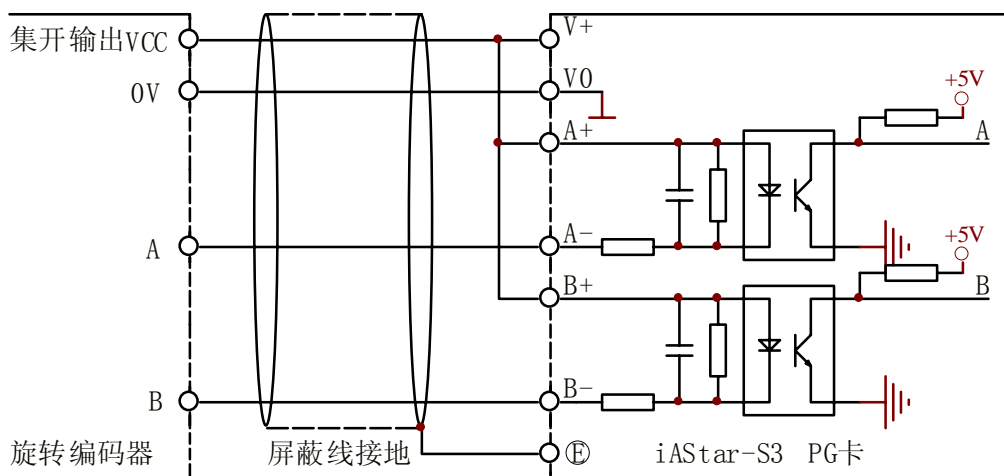 集开输出VCC
V+
0V
V0
+5V
A+
A
A
A-
+5V
B+
B
B
B-
旋转编码器
屏蔽线接地
Ⓔ
iAStar-S3 PG卡